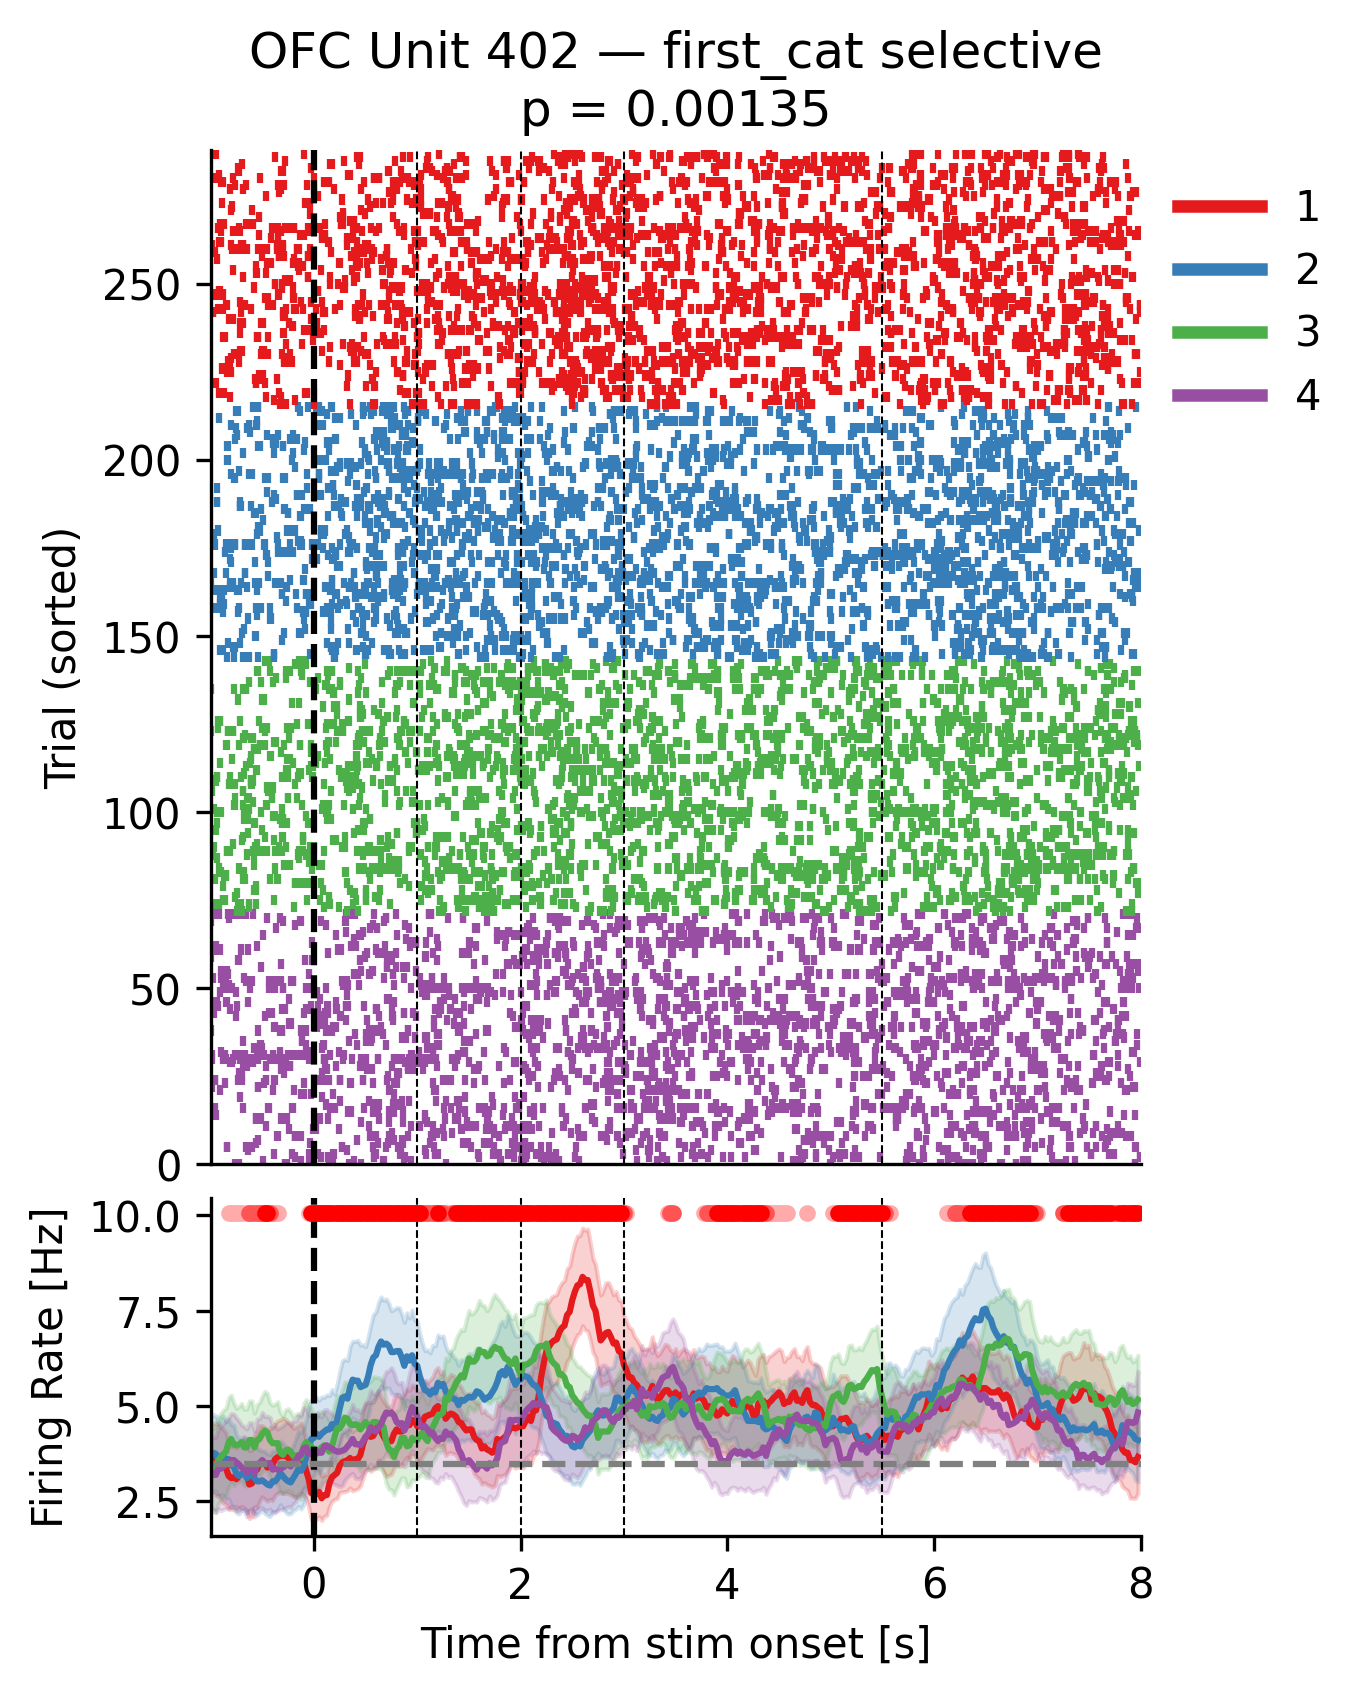 OFC Unit 402 — first_cat selective
p = 0.00135
1
2
3
4
Trial (sorted)
250
200
150
100
50
0
Firing Rate [Hz]
10.0
7.5
5.0
2.5
0 2 4 6 8
Time from stim onset [s]